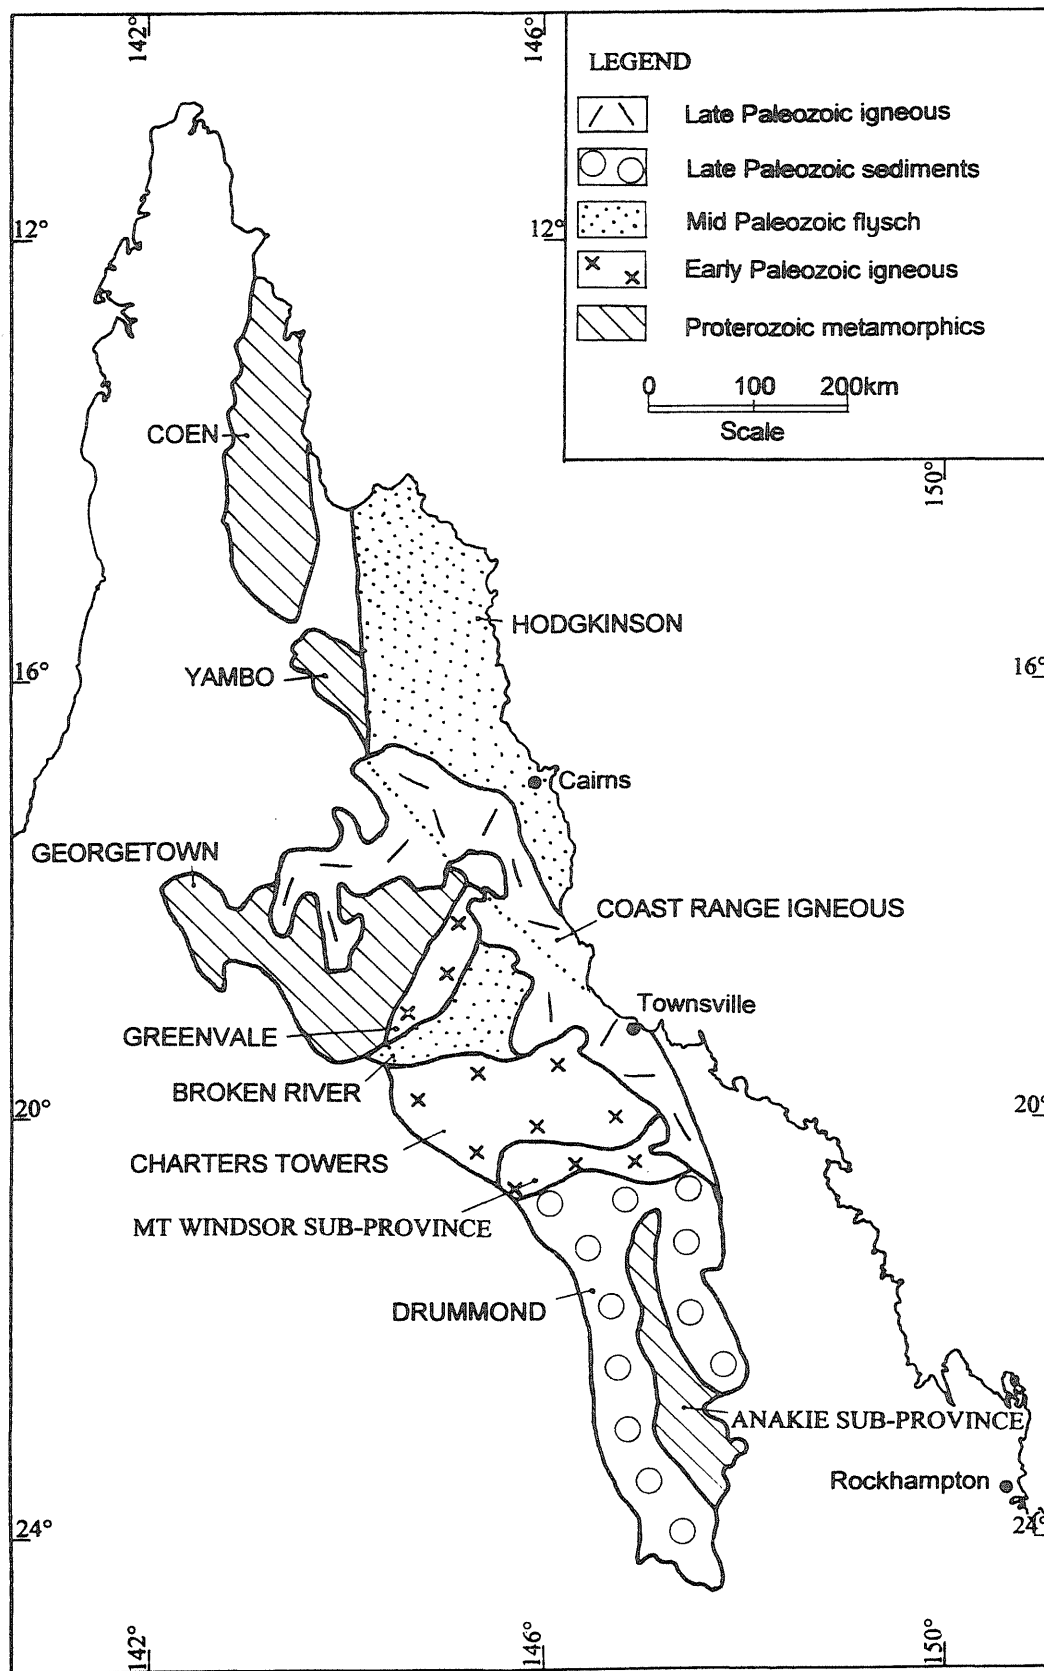 142°
146°
LEGEND
Late Paleozoic igneous
Late Paleozoic sediments
12°
12°
Mid Paleozoic flysch
Early Paleozoic igneous
Proterozoic metamorphics
0 100 200km
Scale
COEN
150°
HODGKINSON
16°
YAMBO
16°
Cairns
GEORGETOWN
COAST RANGE IGNEOUS
Townsville
GREENVALE
BROKEN RIVER
20°
20°
CHARTERS TOWERS
MT WINDSOR SUB-PROVINCE
DRUMMOND
ANAKIE SUB-PROVINCE
Rockhampton
24°
24°
142°
146°
150°